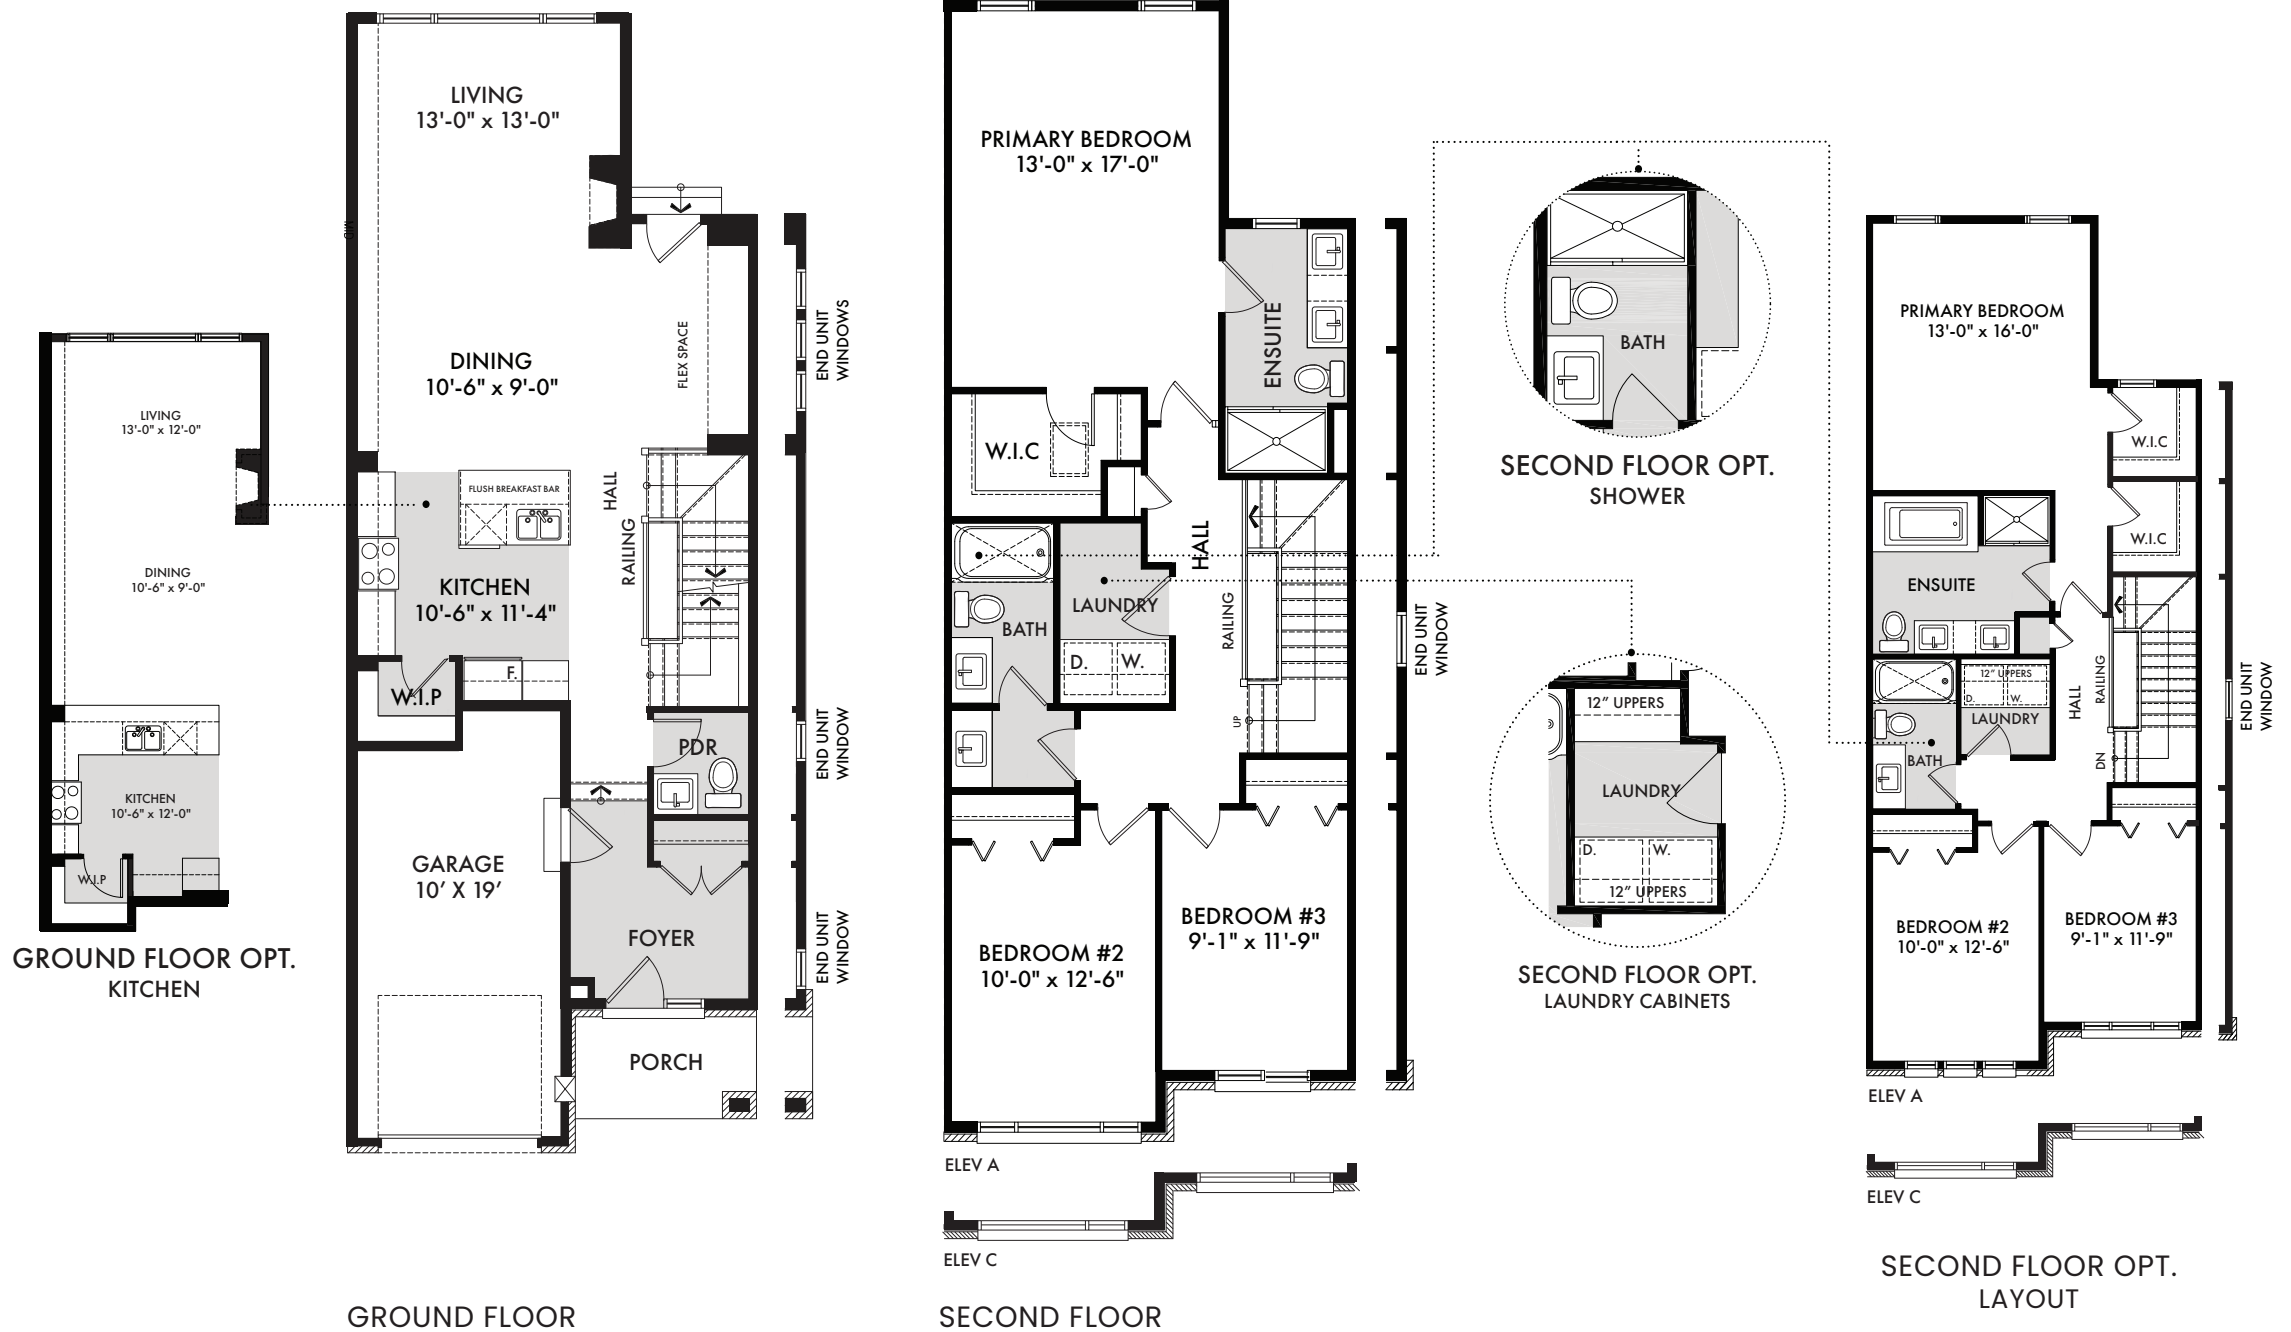 LIVING
13'-0" x 12'-0"
DINING
10'-6" x 9'-0"
KITCHEN
10'-6" x 12'-0"
W.I.P
GROUND FLOOR OPT.
KITCHEN
LIVING
13'-0" x 13'-0"
DINING
10'-6" x 9'-0"
FLEX SPACE
END UNIT
WINDOWS
FLUSH BREAKFAST BAR
HALL
RAILING
KITCHEN
10'-6" x 11'-4"
F.
W.I.P
PDR
END UNIT
WINDOW
GARAGE
10’ X 19’
FOYER
END UNIT
WINDOW
PORCH
GROUND FLOOR
PRIMARY BEDROOM
13'-0" x 17'-0"
ENSUITE
W.I.C
HALL
LAUNDRY
BATH
D.
W.
RAILING
UP
END UNIT
WINDOW
BEDROOM #2
10'-0" x 12'-6"
BEDROOM #3
9'-1" x 11'-9"
ELEV A
ELEV C
SECOND FLOOR
BATH
SECOND FLOOR OPT.
SHOWER
12” UPPERS
LAUNDRY
D.
W.
12” UPPERS
SECOND FLOOR OPT.
LAUNDRY CABINETS
PRIMARY BEDROOM
13'-0" x 16'-0"
W.I.C
W.I.C
ENSUITE
12” UPPERS
D.
W.
LAUNDRY
HALL
RAILING
DN
BATH
END UNIT
WINDOW
BEDROOM #2
10'-0" x 12'-6"
BEDROOM #3
9'-1" x 11'-9"
ELEV A
ELEV C
SECOND FLOOR OPT.
LAYOUT